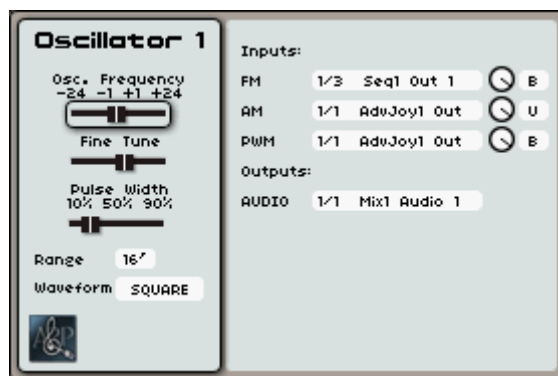 Oscillator 1
Osc. Frequency
-24 -1 +1 +24
Fine Tune
Pulse Width
10% 50% 90%
Range 16'
Waveform SQUARE
Inputs:
FM 1/3 Seq1 Out 1 B
AM 1/1 AdvJoy1 Out U
PWM 1/1 AdvJoy1 Out B
Outputs:
AUDIO 1/1 Mix1 Audio 1